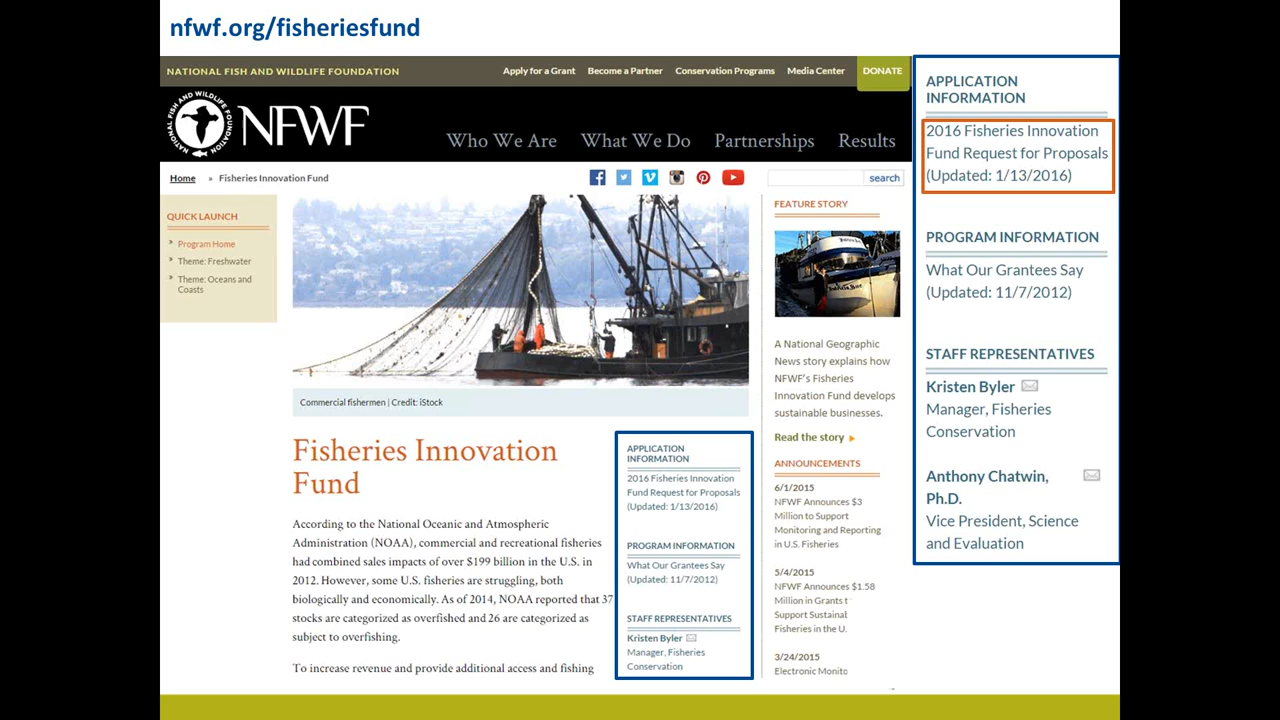 nfwf.org/fisheriesfund
NATIONAL FISH AND WILDLIFE FOUNDATION
Apply for a Grant Become a Partner Conservation Programs Media Center DONATE
NATIONAL FISH AND WILDLIFE FOUNDATION
NFWF
Who We Are What We Do Partnerships Results
Home » Fisheries Innovation Fund
search
QUICK LAUNCH
Program Home
Theme: Freshwater
Theme: Oceans and
Coasts
Commercial fishermen | Credit: iStock
Fisheries Innovation
Fund
According to the National Oceanic and Atmospheric
Administration (NOAA), commercial and recreational fisheries
had combined sales impacts of over $199 billion in the U.S. in
2012. However, some U.S. fisheries are struggling, both
biologically and economically. As of 2014, NOAA reported that 37
stocks are categorized as overfished and 26 are categorized as
subject to overfishing.
To increase revenue and provide additional access and fishing
APPLICATION
INFORMATION
2016 Fisheries Innovation
Fund Request for Proposals
(Updated: 1/13/2016)
PROGRAM INFORMATION
What Our Grantees Say
(Updated: 11/7/2012)
STAFF REPRESENTATIVES
Kristen Byler
Manager, Fisheries
Conservation
FEATURE STORY
A National Geographic
News story explains how
NFWF's Fisheries
Innovation Fund develops
sustainable businesses.
Read the story
ANNOUNCEMENTS
6/1/2015
NFWF Announces $3
Million to Support
Monitoring and Reporting
in U.S. Fisheries
5/4/2015
NFWF Announces $1.58
Million in Grants t
Support Sustainal
Fisheries in the U.
3/24/2015
Electronic Monito
APPLICATION
INFORMATION
2016 Fisheries Innovation
Fund Request for Proposals
(Updated: 1/13/2016)
PROGRAM INFORMATION
What Our Grantees Say
(Updated: 11/7/2012)
STAFF REPRESENTATIVES
Kristen Byler
Manager, Fisheries
Conservation
Anthony Chatwin,
Ph.D.
Vice President, Science
and Evaluation